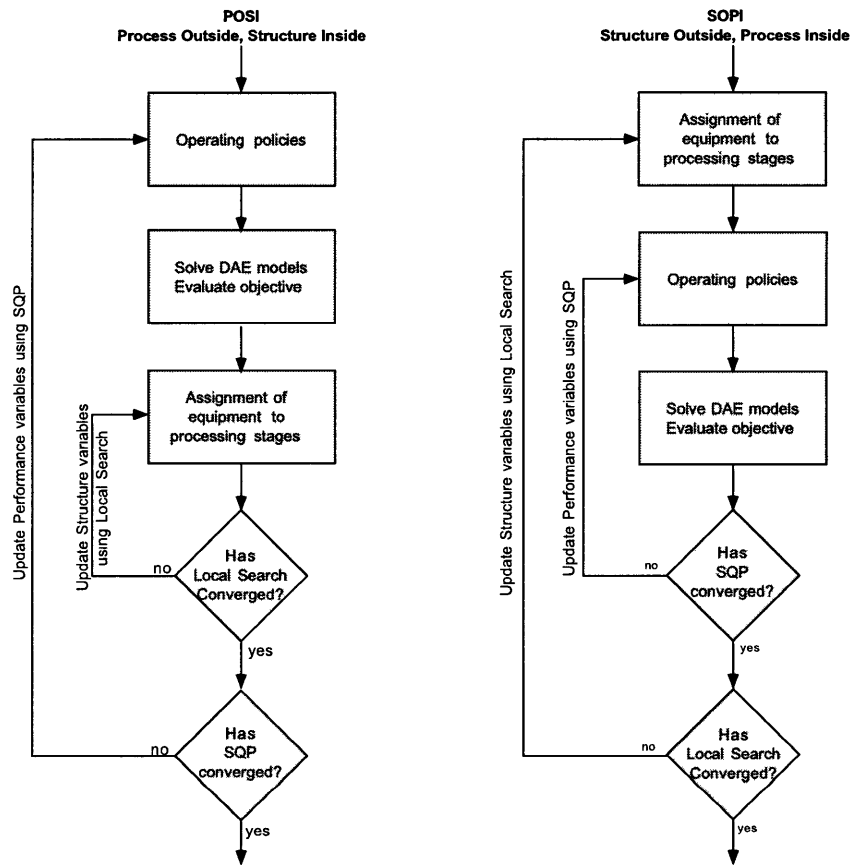 POSI
Process Outside, Structure Inside
Operating policies
Solve DAE models
Evaluate objective
Assignment of
equipment to
processing stages
Has
Local Search
Converged?
no
yes
Has
SQP
converged?
no
yes
Update Performance variables using SQP
Update Structure variables
using Local Search
SOPI
Structure Outside, Process Inside
Assignment of
equipment to
processing stages
Operating policies
Solve DAE models
Evaluate objective
Has
SQP
converged?
no
yes
Has
Local Search
Converged?
no
yes
Update Structure variables using Local Search
Update Performance variables using SQP